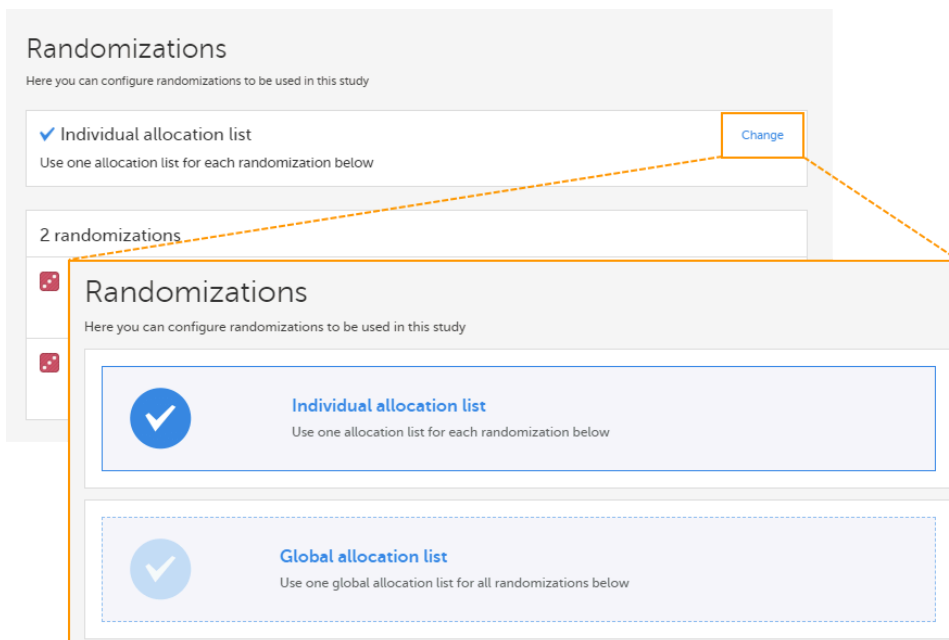 Randomizations
Here you can configure randomizations to be used in this study
Individual allocation list
Change
Use one allocation list for each randomization below
2 randomizations
Randomizations
Here you can configure randomizations to be used in this study
Individual allocation list
Use one allocation list for each randomization below
Global allocation list
Use one global allocation list for all randomizations below